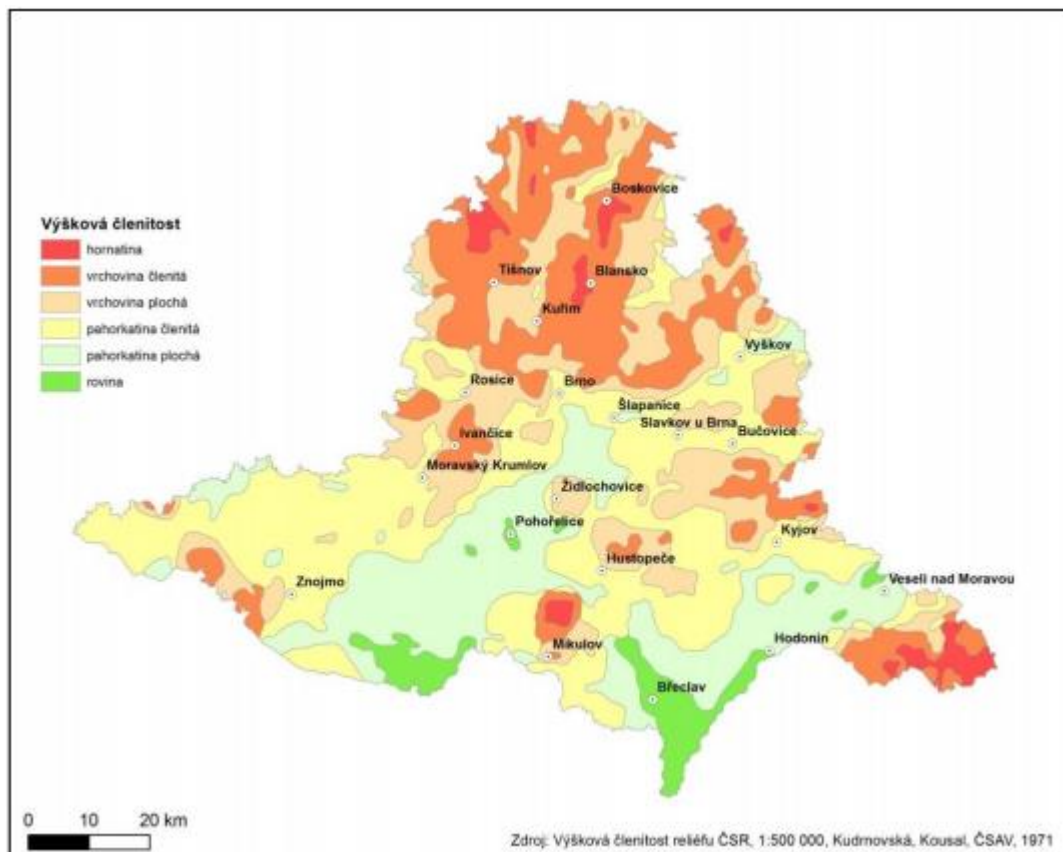 Boskovice
Výšková členitost
hornatina
vrchovina členitá
vrchovina plochá
pahorkatina členitá
pahorkatina plochá
rovina
Tišnov
Blansko
Kuřim
Vyškov
Rosice
Brno
Šlapanice
Slavkov u Brna
Bučovice
Ivančice
Moravský Krumlov
Židlochovice
Pohořelice
Kyjov
Hustopeče
Znojmo
Veselí nad Moravou
Mikulov
Hodonín
Břeclav
0 10 20 km
Zdroj: Výšková členitost reliéfu ČSR, 1:500 000, Kudrnovská, Kousal, ČSAV, 1971